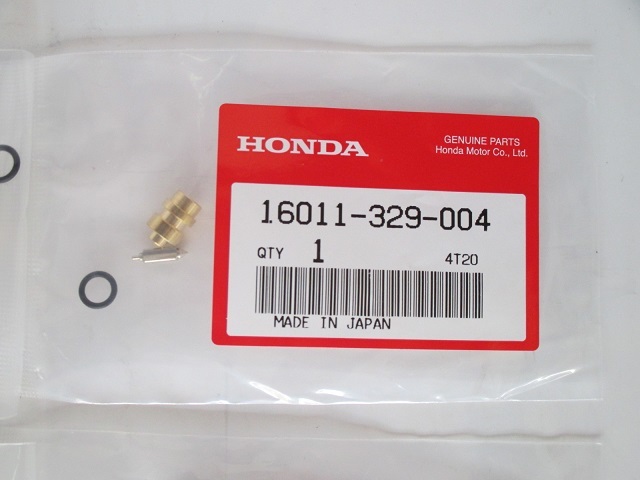 HONDA
GENUINE PARTS
Honda Motor Co., Ltd.
16011-329-004
QTY 1 4T20
MADE IN JAPAN